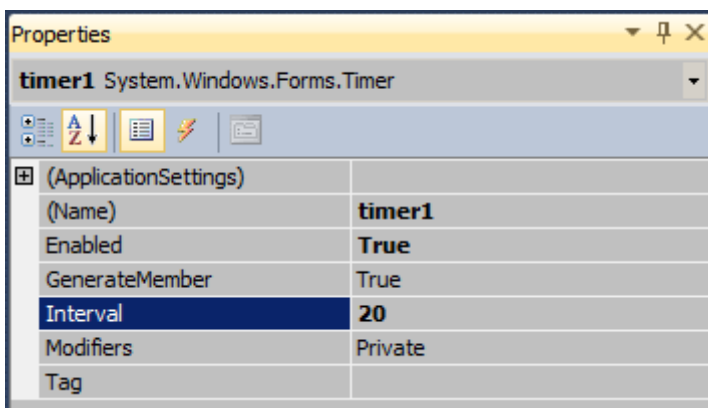 Properties
timer1 System.Windows.Forms.Timer
(ApplicationSettings)
(Name) timer1
Enabled True
GenerateMember True
Interval 20
Modifiers Private
Tag